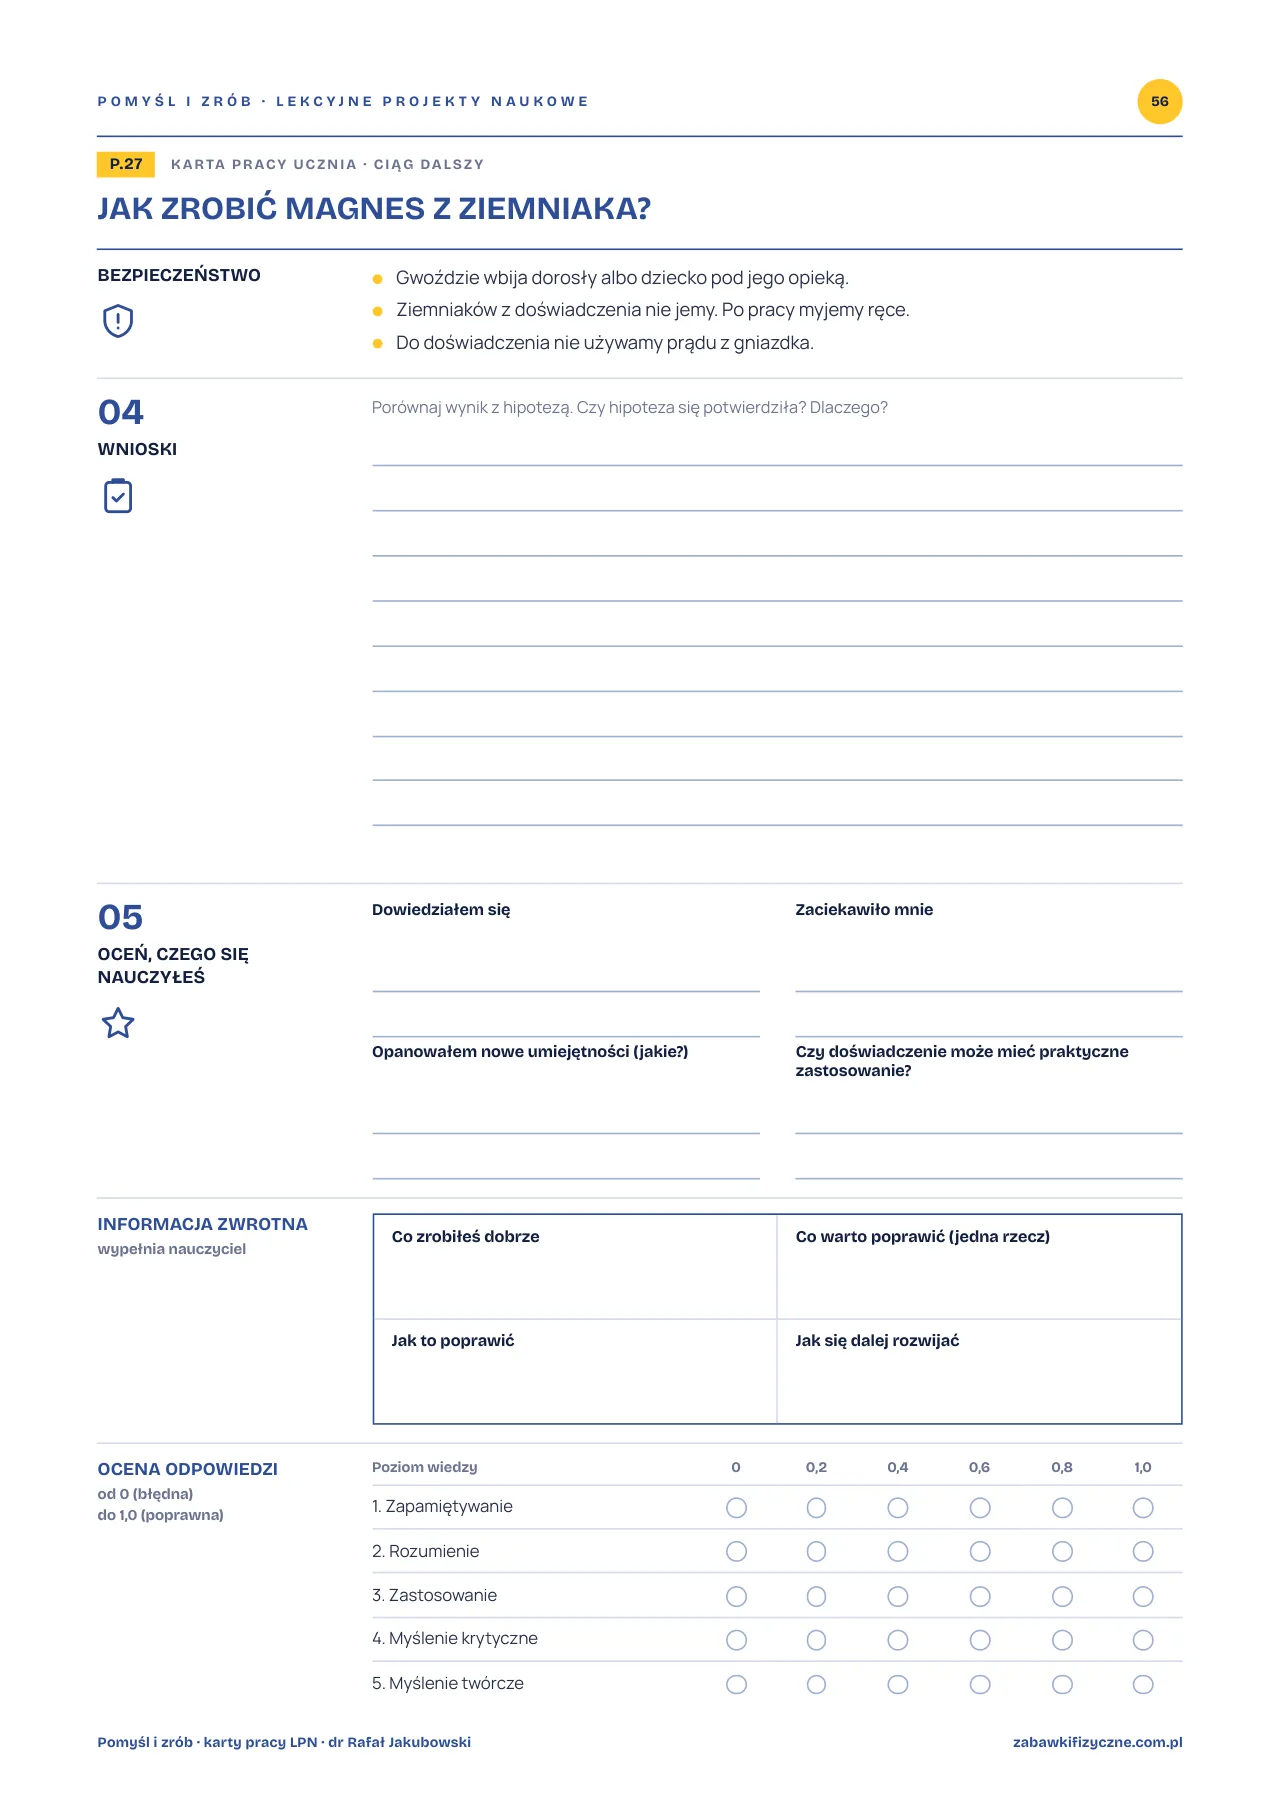 POMYŚL I ZRÓB · LEKCYJNE PROJEKTY NAUKOWE
56
P.27 KARTA PRACY UCZNIA · CIĄG DALSZY
JAK ZROBIĆ MAGNES Z ZIEMNIAKA?
BEZPIECZEŃSTWO
Gwoździe wbija dorosły albo dziecko pod jego opieką.
Ziemniaków z doświadczenia nie jemy. Po pracy myjemy ręce.
Do doświadczenia nie używamy prądu z gniazdka.
04
WNIOSKI
Porównaj wynik z hipotezą. Czy hipoteza się potwierdziła? Dlaczego?
05
OCEŃ, CZEGO SIĘ
NAUCZYŁEŚ
Dowiedziałem się
Zaciekawiło mnie
Opanowałem nowe umiejętności (jakie?)
Czy doświadczenie może mieć praktyczne
zastosowanie?
INFORMACJA ZWROTNA
wypełnia nauczyciel
Co zrobiłeś dobrze
Co warto poprawić (jedna rzecz)
Jak to poprawić
Jak się dalej rozwijać
OCENA ODPOWIEDZI
od 0 (błędna)
do 1,0 (poprawna)
Poziom wiedzy 0 0,2 0,4 0,6 0,8 1,0
1. Zapamiętywanie
2. Rozumienie
3. Zastosowanie
4. Myślenie krytyczne
5. Myślenie twórcze
Pomyśl i zrób · karty pracy LPN · dr Rafał Jakubowski
zabawkifizyczne.com.pl